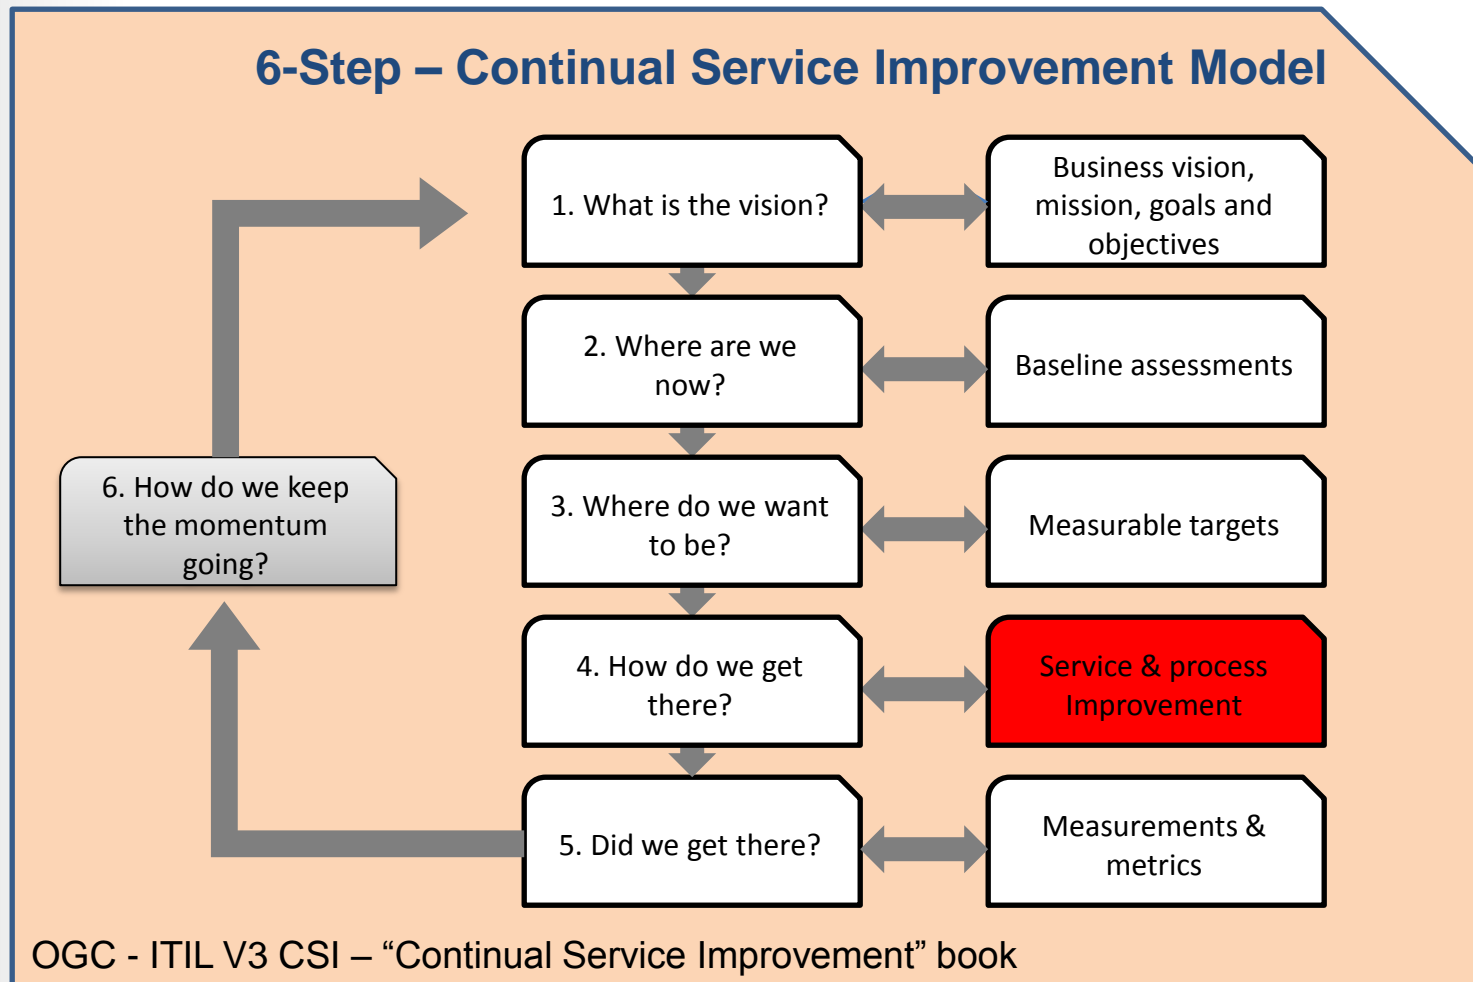 6-Step – Continual Service Improvement Model
1. What is the vision?
Business vision,
mission, goals and
objectives
2. Where are we
now?
Baseline assessments
3. Where do we want
to be?
Measurable targets
6. How do we keep
the momentum
going?
4. How do we get
there?
Service & process
Improvement
5. Did we get there?
Measurements &
metrics
OGC - ITIL V3 CSI – “Continual Service Improvement” book